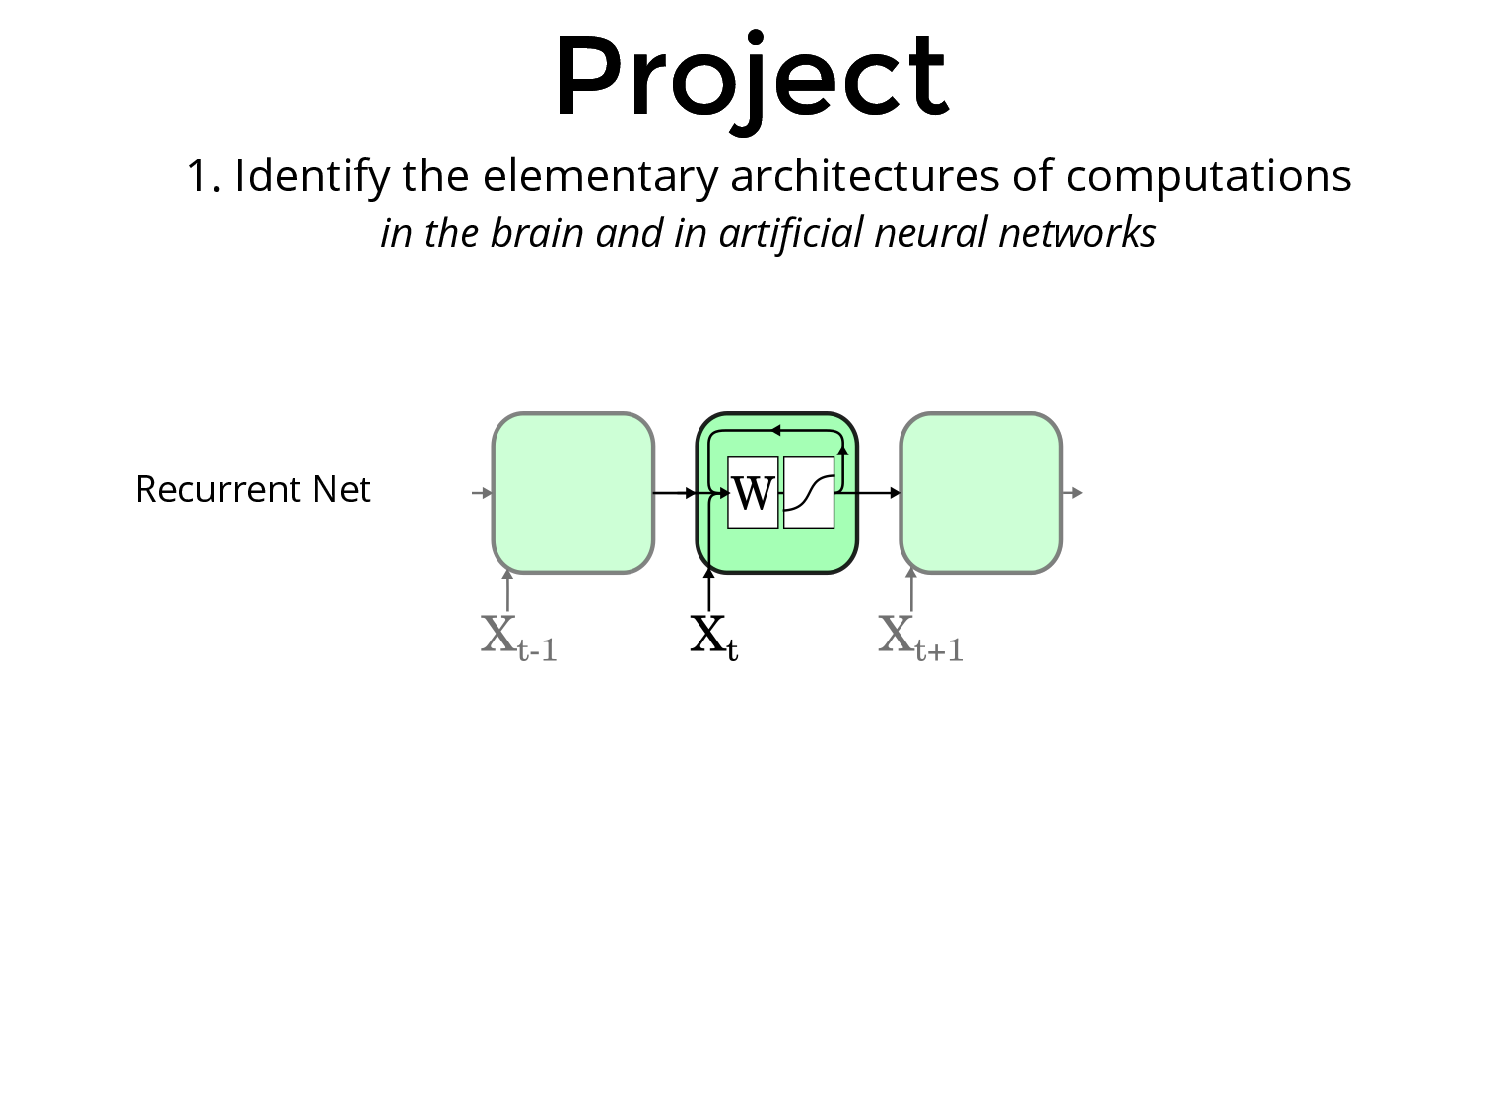 Project
1. Identify the elementary architectures of computations
in the brain and in artificial neural networks
Recurrent Net
W
Xt-1
Xt
Xt+1